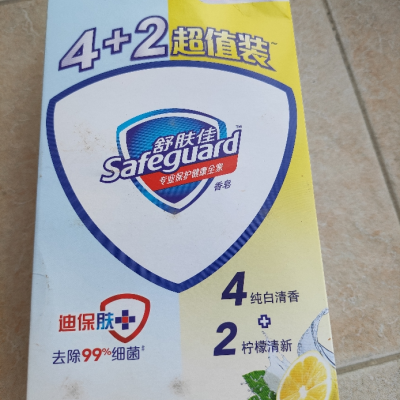 4+2超值装
舒肤佳
Safeguard™
专业保护健康全家
香皂
迪保肤+
去除99%细菌
4 纯白清香
+
2 柠檬清新